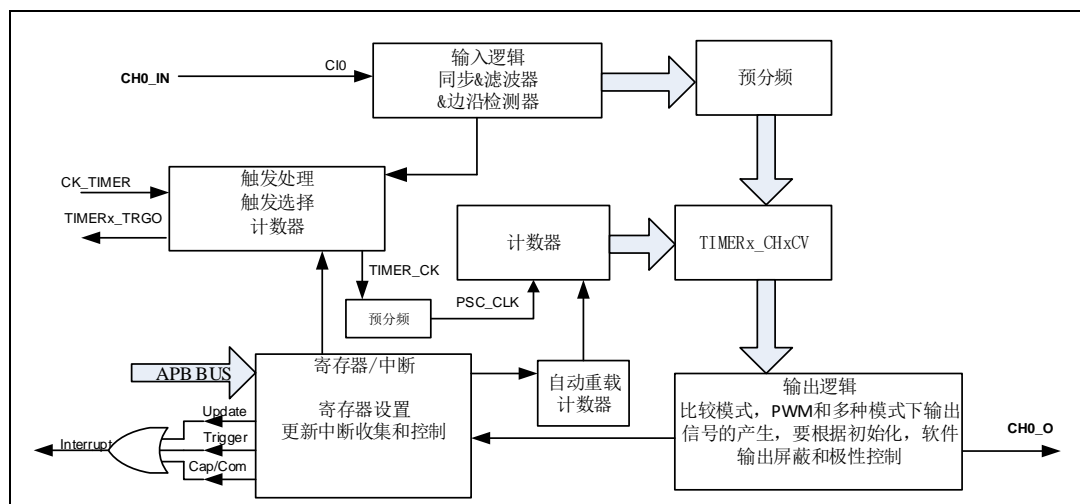 CH0_IN
CI0
输入逻辑
同步&滤波器
&边沿检测器
预分频
CK_TIMER
TIMERx_TRGO
触发处理
触发选择
计数器
TIMER_CK
预分频
PSC_CLK
计数器
TIMERx_CHxCV
APB BUS
寄存器/中断
寄存器设置
更新中断收集和控制
自动重载
计数器
输出逻辑
比较模式，PWM和多种模式下输出
信号的产生，要根据初始化，软件
输出屏蔽和极性控制
CH0_O
Update
Trigger
Cap/Com
Interrupt